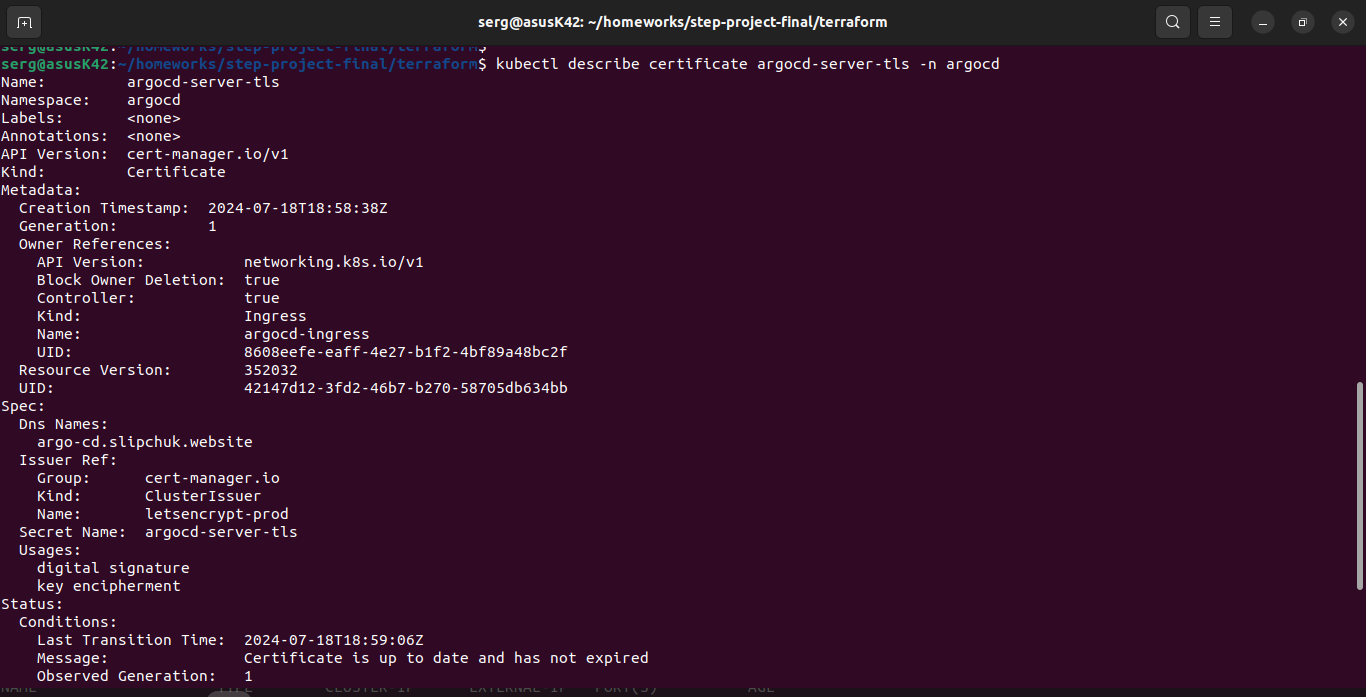 serg@asusK42: ~/homeworks/step-project-final/terraform
serg@asusK42:~/homeworks/step-project-final/terraform$
serg@asusK42:~/homeworks/step-project-final/terraform$ kubectl describe certificate argocd-server-tls -n argocd
Name:         argocd-server-tls
Namespace:    argocd
Labels:       <none>
Annotations:  <none>
API Version:  cert-manager.io/v1
Kind:         Certificate
Metadata:
  Creation Timestamp:  2024-07-18T18:58:38Z
  Generation:          1
  Owner References:
    API Version:           networking.k8s.io/v1
    Block Owner Deletion:  true
    Controller:            true
    Kind:                  Ingress
    Name:                  argocd-ingress
    UID:                   8608eefe-eaff-4e27-b1f2-4bf89a48bc2f
  Resource Version:        352032
  UID:                     42147d12-3fd2-46b7-b270-58705db634bb
Spec:
  Dns Names:
    argo-cd.slipchuk.website
  Issuer Ref:
    Group:      cert-manager.io
    Kind:       ClusterIssuer
    Name:       letsencrypt-prod
  Secret Name:  argocd-server-tls
  Usages:
    digital signature
    key encipherment
Status:
  Conditions:
    Last Transition Time:  2024-07-18T18:59:06Z
    Message:               Certificate is up to date and has not expired
    Observed Generation:   1
NAME TYPE CLUSTER-IP EXTERNAL-IP PORT(S) AGE